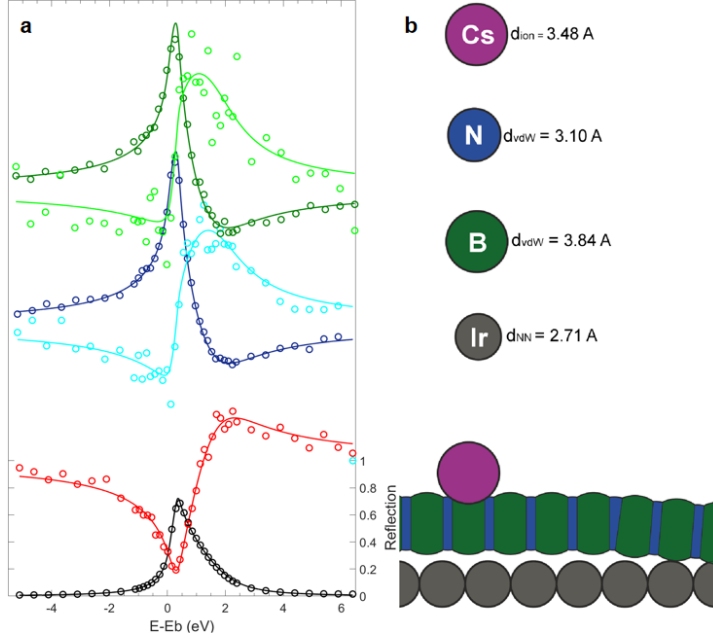 a
1
0.8
0.6
0.4
0.2
0
Reflection
-4
-2
0
2
4
6
E-Eb (eV)
b
Cs dion = 3.48 A
N dvdW = 3.10 A
B dvdW = 3.84 A
Ir dNN = 2.71 A